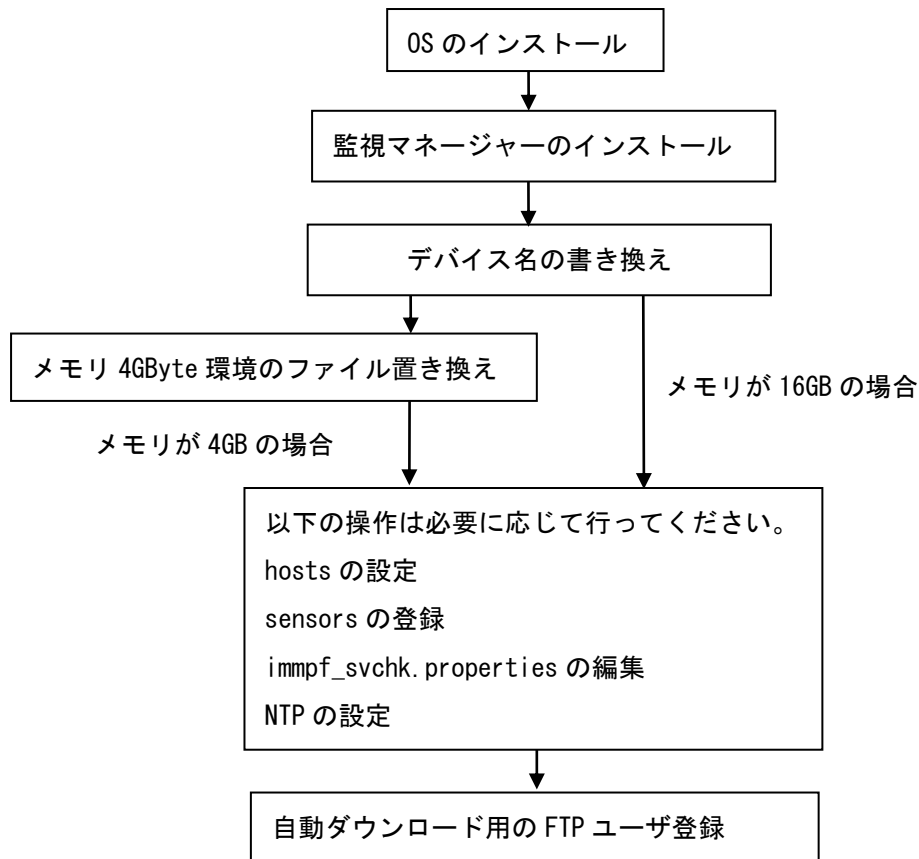 OSのインストール
監視マネージャーのインストール
デバイス名の書き換え
メモリ 4GByte 環境のファイル置き換え
メモリが 16GB の場合
メモリが 4GB の場合
以下の操作は必要に応じて行ってください。
hosts の設定
sensors の登録
immpf_svchk.properties の編集
NTP の設定
自動ダウンロード用の FTP ユーザ登録